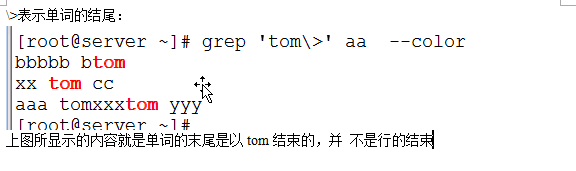 \>表示单词的结尾:
[root@server ~]# grep 'tom\>' aa  --color
bbbbb btom
xx tom cc
aaa tomxxxtom yyy
[root@server ~]#
上图所显示的内容就是单词的末尾是以 tom 结束的，并 不是行的结束